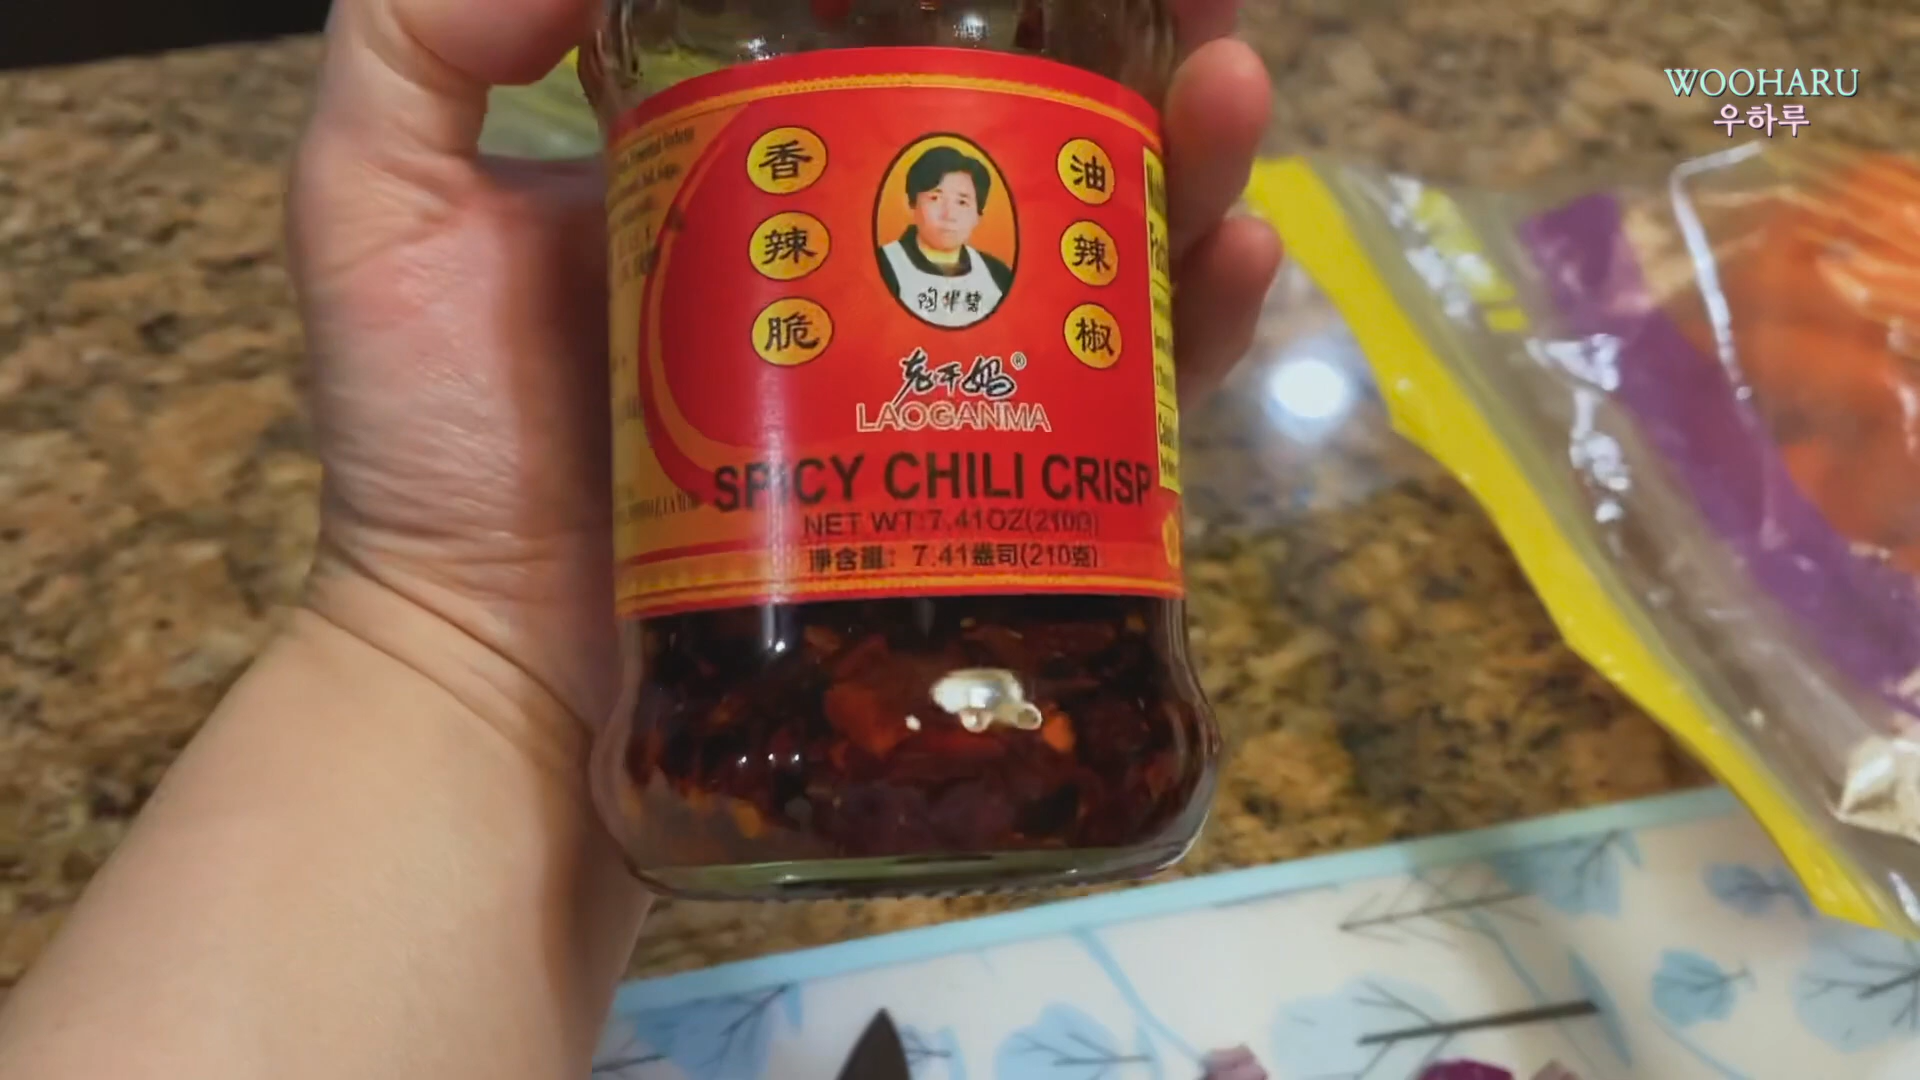 WOOHARU
우하루
香辣脆
油辣椒
陶华碧
老干妈®
LAOGANMA
SPICY CHILI CRISP
NET WT:7.41OZ(210G)
淨含量: 7.41盎司(210克)